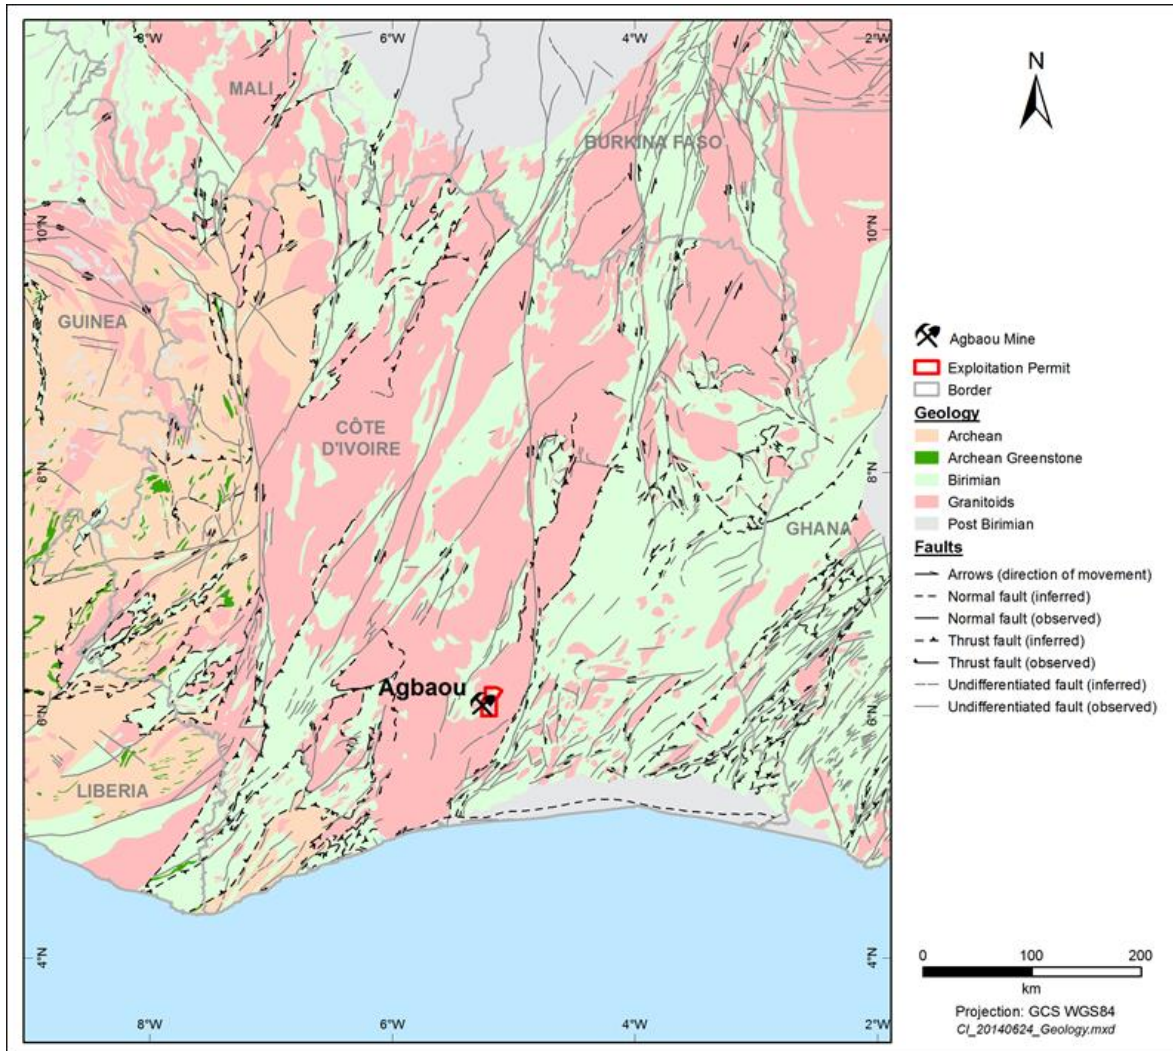 8°W
6°W
4°W
2°W
MALI
BURKINA FASO
N
10°N
10°N
GUINEA
CÔTE
D'IVOIRE
8°N
8°N
GHANA
Agbaou
6°N
6°N
LIBERIA
4°N
4°N
8°W
6°W
4°W
2°W
Agbaou Mine
Exploitation Permit
Border
Geology
Archean
Archean Greenstone
Birimian
Granitoids
Post Birimian
Faults
Arrows (direction of movement)
Normal fault (inferred)
Normal fault (observed)
Thrust fault (inferred)
Thrust fault (observed)
Undifferentiated fault (inferred)
Undifferentiated fault (observed)
0 100 200
km
Projection: GCS WGS84
CI_20140624_Geology.mxd